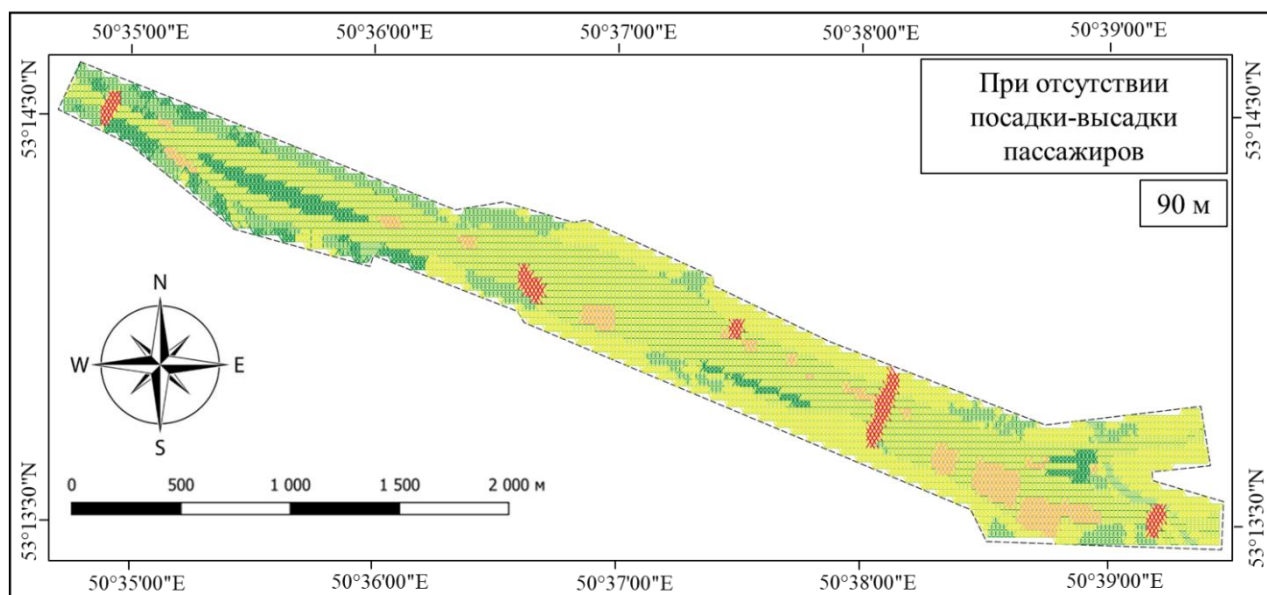 50°35'00"E 50°36'00"E 50°37'00"E 50°38'00"E 50°39'00"E
53°14'30"N
53°14'30"N
При отсутствии
посадки-высадки
пассажиров
90 м
N
W E
S
0 500 1 000 1 500 2 000 м
53°13'30"N
53°13'30"N
50°35'00"E 50°36'00"E 50°37'00"E 50°38'00"E 50°39'00"E